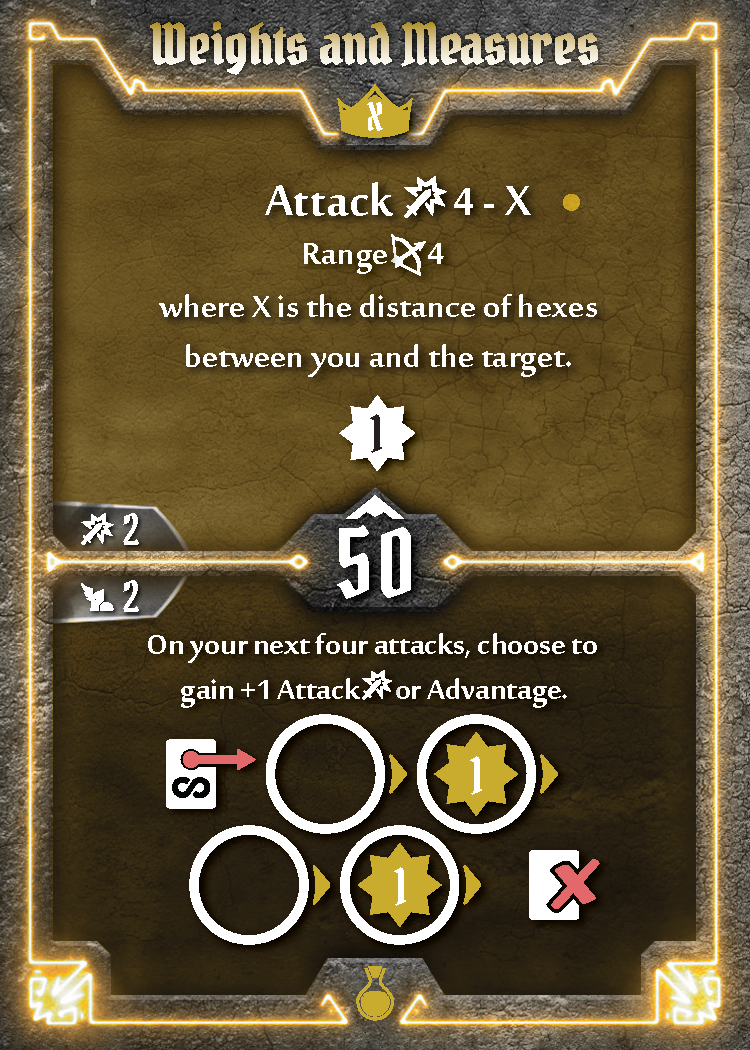 Weights and Measures
X
Attack 4 - X
Range 4
where X is the distance of hexes
between you and the target.
1
2
50
2
On your next four attacks, choose to
gain +1 Attack or Advantage.
S
1
1